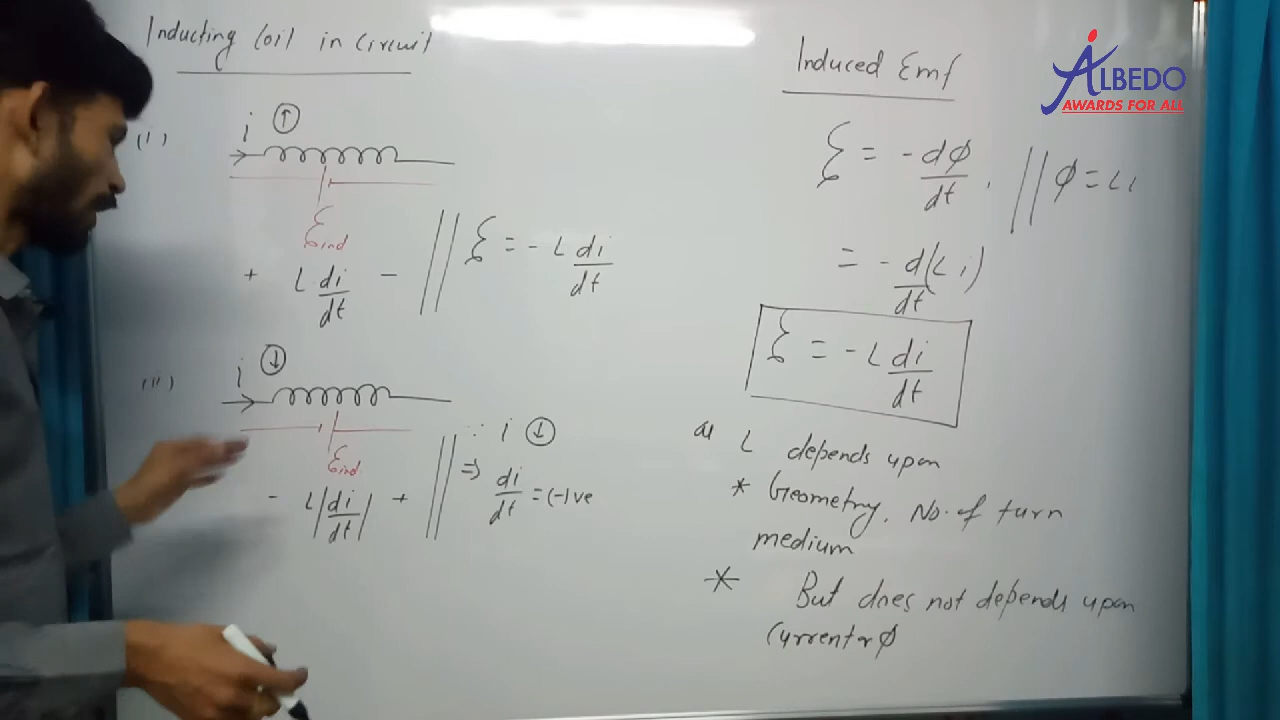 Inducting Coil in Circuit
(i)
i ↑
ξind
+ L di/dt - || ξ = - L di/dt
(ii)
i ↓
ξind
- L|di/dt| + || ∵ i ↓
⇒ di/dt = (-)ve
Induced Emf
ξ = -dφ/dt . || φ = Li
= - d(Li)/dt
ξ = - L di/dt
L depends upon
* Geometry, No. of turn
medium
* But does not depends upon
Current or φ
ALBEDO
AWARDS FOR ALL